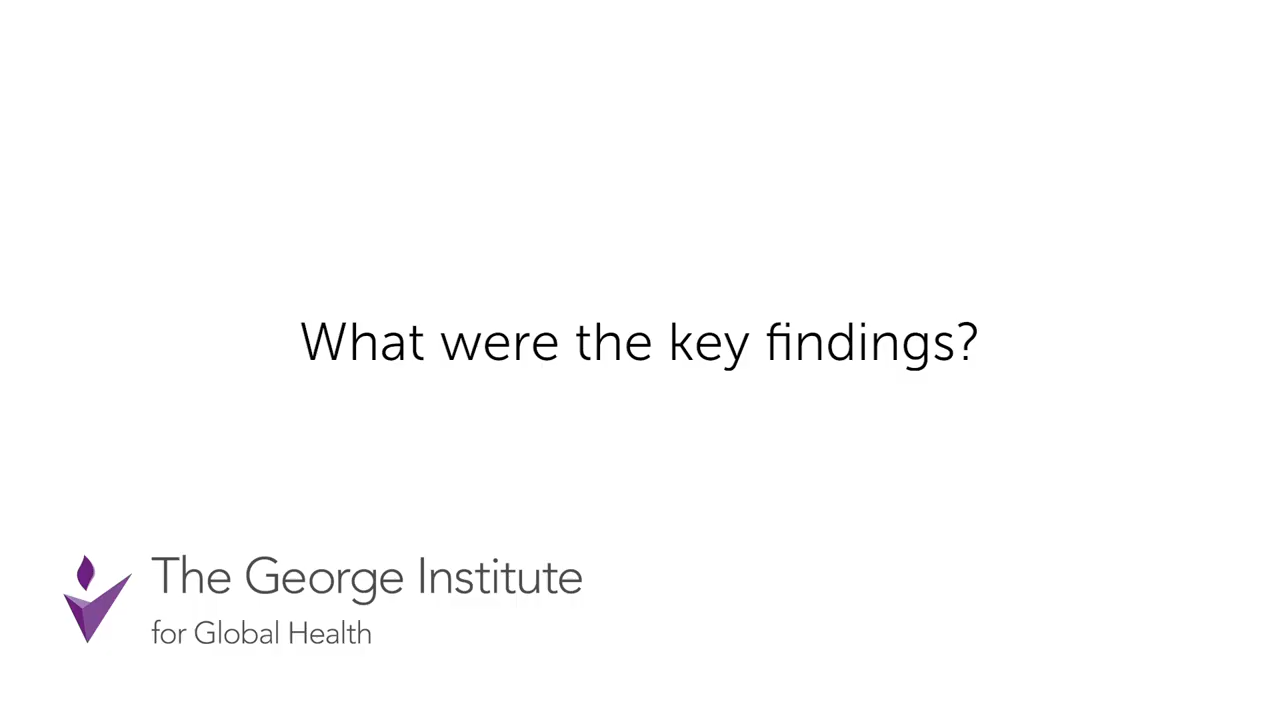 What were the key findings?
The George Institute
for Global Health